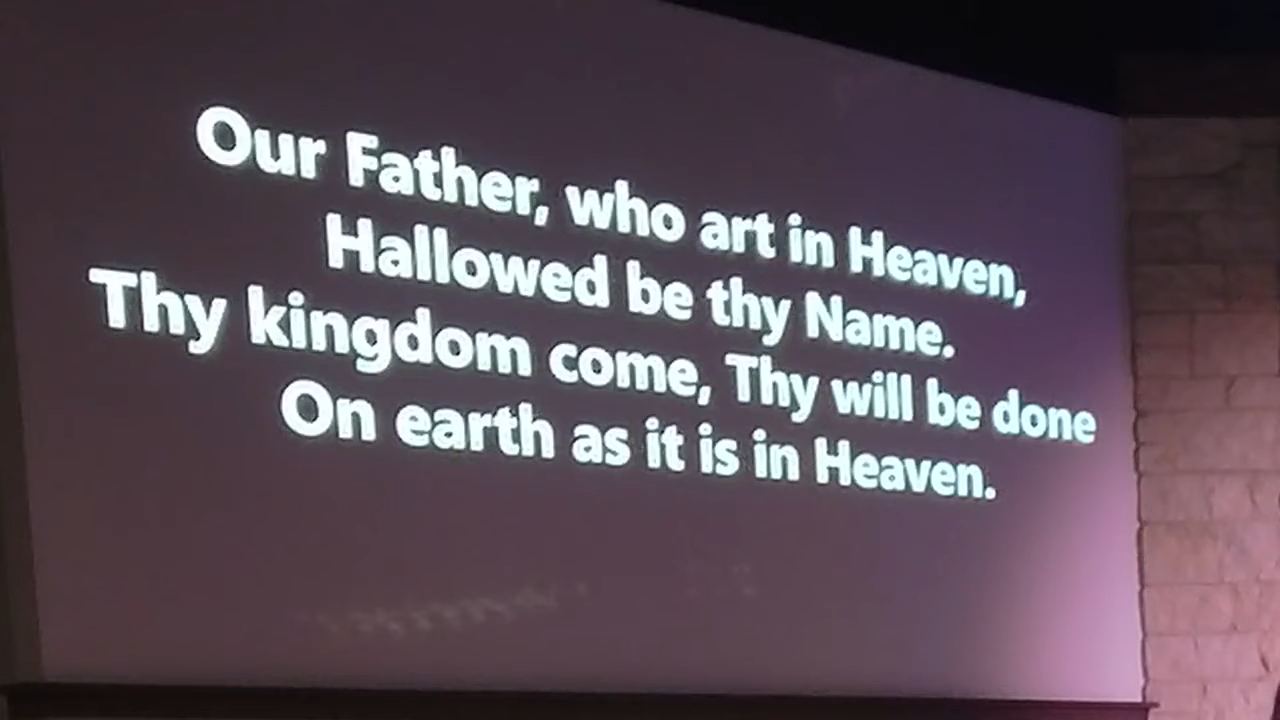 Our Father, who art in Heaven,
Hallowed be thy Name.
Thy kingdom come, Thy will be done
On earth as it is in Heaven.